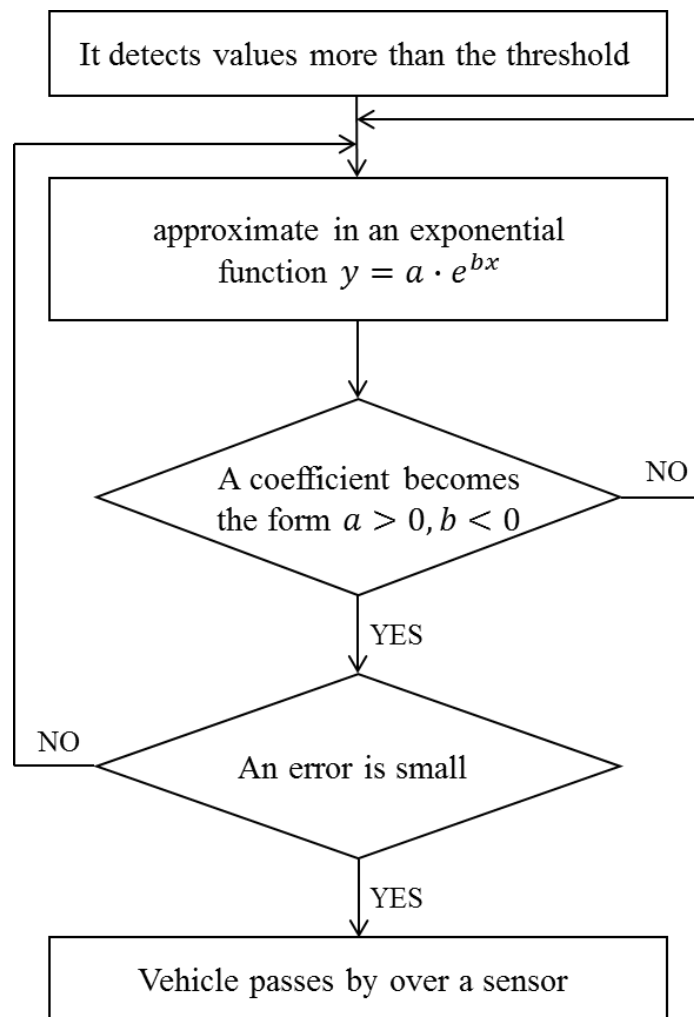 It detects values more than the threshold
approximate in an exponential
function y = a · e^{bx}
A coefficient becomes
the form a > 0, b < 0
NO
YES
NO
An error is small
YES
Vehicle passes by over a sensor